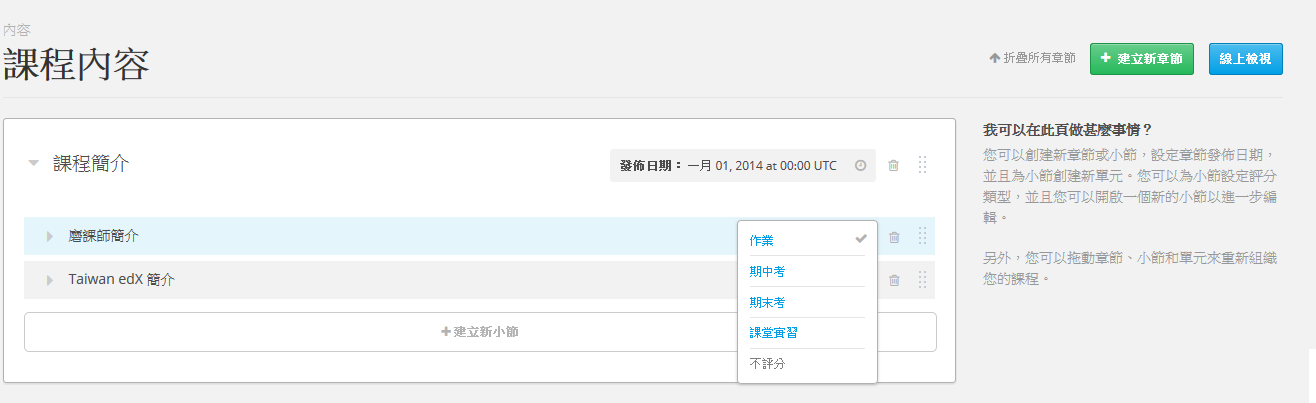 內容
課程內容
折疊所有章節
建立新章節
線上檢視
課程簡介
發佈日期： 一月 01, 2014 at 00:00 UTC
磨課師簡介
Taiwan edX 簡介
建立新小節
作業
期中考
期末考
課堂實習
不評分
我可以在此頁做甚麼事情？
您可以創建新章節或小節，設定章節發佈日期，
並且為小節創建新單元。您可以為小節設定評分
類型，並且您可以開啟一個新的小節以進一步編
輯。
另外，您可以拖動章節、小節和單元來重新組織
您的課程。